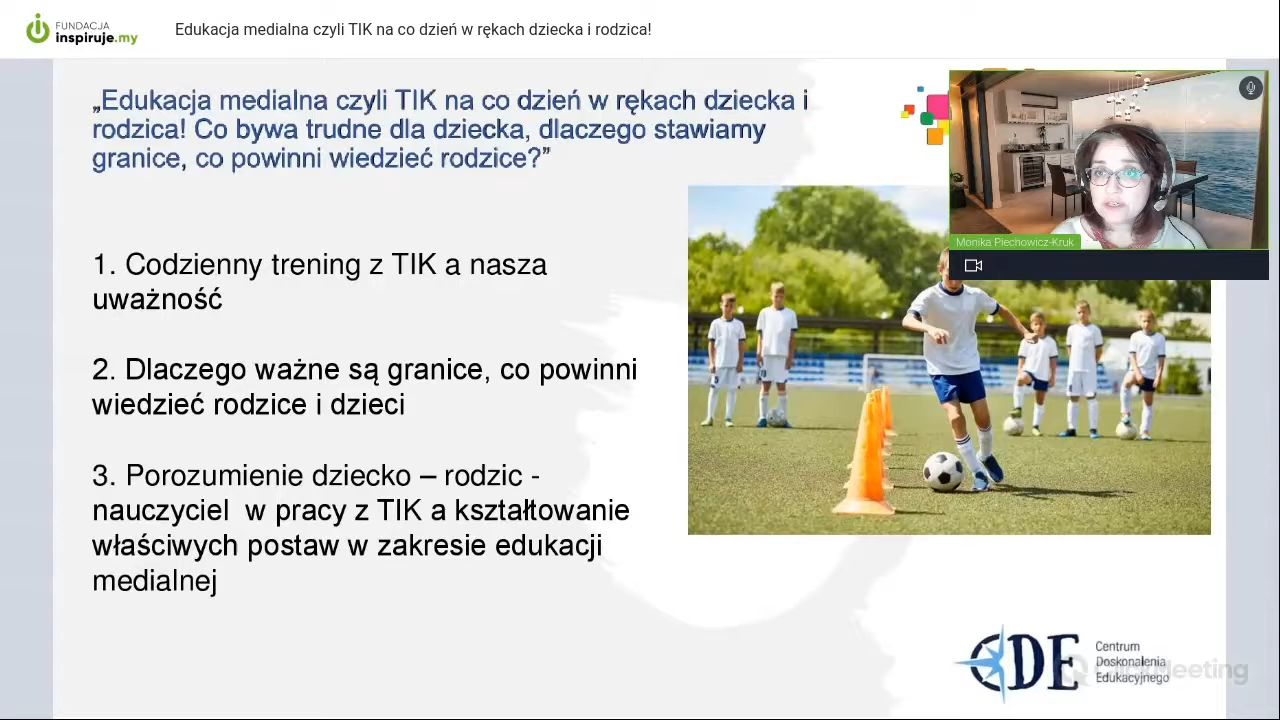 FUNDACJA
inspiruje.my
Edukacja medialna czyli TIK na co dzień w rękach dziecka i rodzica!
„Edukacja medialna czyli TIK na co dzień w rękach dziecka i
rodzica! Co bywa trudne dla dziecka, dlaczego stawiamy
granice, co powinni wiedzieć rodzice?”
Monika Piechowicz-Kruk
1. Codzienny trening z TIK a nasza
uważność
2. Dlaczego ważne są granice, co powinni
wiedzieć rodzice i dzieci
3. Porozumienie dziecko – rodzic -
nauczyciel w pracy z TIK a kształtowanie
właściwych postaw w zakresie edukacji
medialnej
CDE
Centrum
Doskonalenia
Edukacyjnego
ClickMeeting